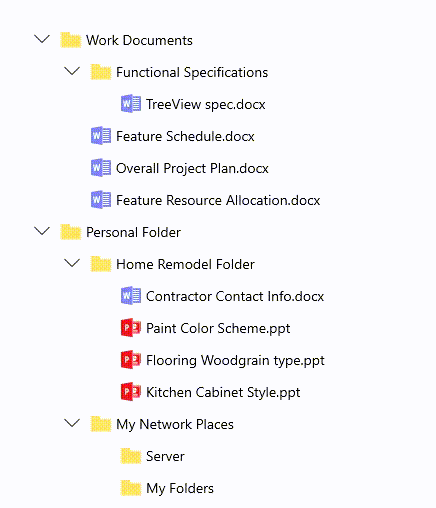 Work Documents
Functional Specifications
TreeView spec.docx
Feature Schedule.docx
Overall Project Plan.docx
Feature Resource Allocation.docx
Personal Folder
Home Remodel Folder
Contractor Contact Info.docx
Paint Color Scheme.ppt
Flooring Woodgrain type.ppt
Kitchen Cabinet Style.ppt
My Network Places
Server
My Folders